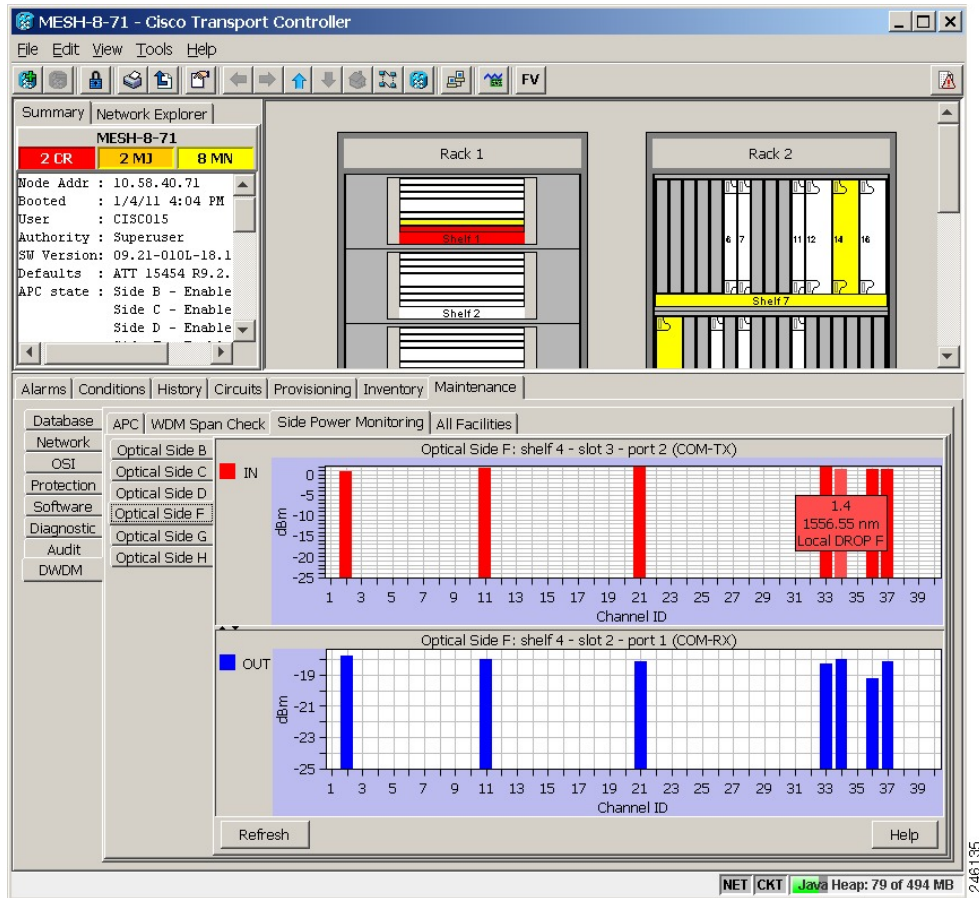 MESH-8-71 - Cisco Transport Controller
File Edit View Tools Help
FV
Summary Network Explorer
MESH-8-71
2 CR 2 MJ 8 MN
Node Addr : 10.58.40.71
Booted : 1/4/11 4:04 PM
User : CISCO15
Authority : Superuser
SW Version: 09.21-010L-18.1
Defaults : ATT 15454 R9.2.
APC state : Side B - Enable
Side C - Enable
Side D - Enable
Rack 1
Shelf 1
Shelf 2
Rack 2
6 7 11 12 14 16
Shelf 7
Alarms Conditions History Circuits Provisioning Inventory Maintenance
Database
Network
OSI
Protection
Software
Diagnostic
Audit
DWDM
APC WDM Span Check Side Power Monitoring All Facilities
Optical Side B
Optical Side C
Optical Side D
Optical Side F
Optical Side G
Optical Side H
Optical Side F: shelf 4 - slot 3 - port 2 (COM-TX)
IN
dBm
0
-5
-10
-15
-20
-25
1.4
1556.55 nm
Local DROP F
1 3 5 7 9 11 13 15 17 19 21 23 25 27 29 31 33 35 37 39
Channel ID
Optical Side F: shelf 4 - slot 2 - port 1 (COM-RX)
OUT
dBm
-19
-21
-23
-25
1 3 5 7 9 11 13 15 17 19 21 23 25 27 29 31 33 35 37 39
Channel ID
Refresh Help
NET CKT Java Heap: 79 of 494 MB
246135